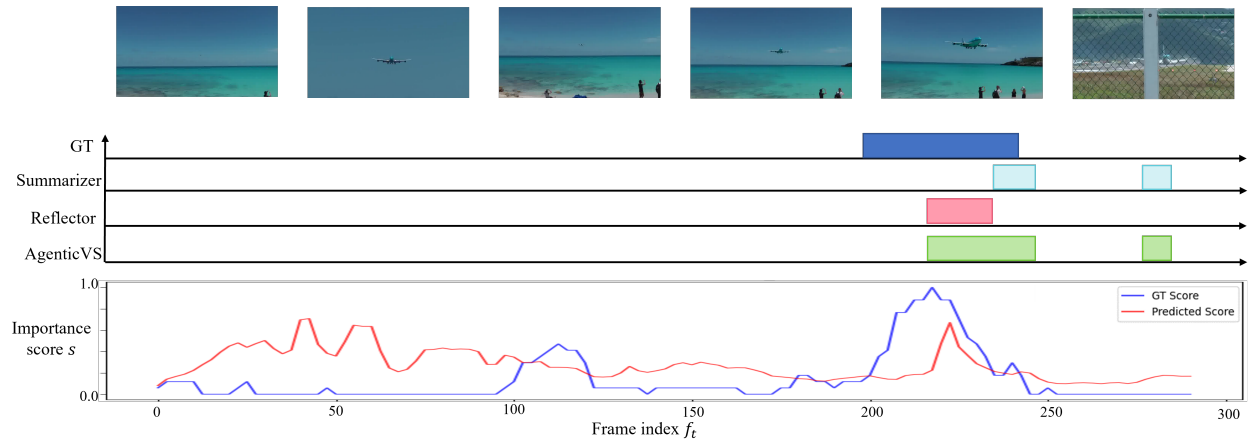 GT
Summarizer
Reflector
AgenticVS
1.0
GT Score
Predicted Score
Importance
score s
0.0
0 50 100 150 200 250 300
Frame index f_t